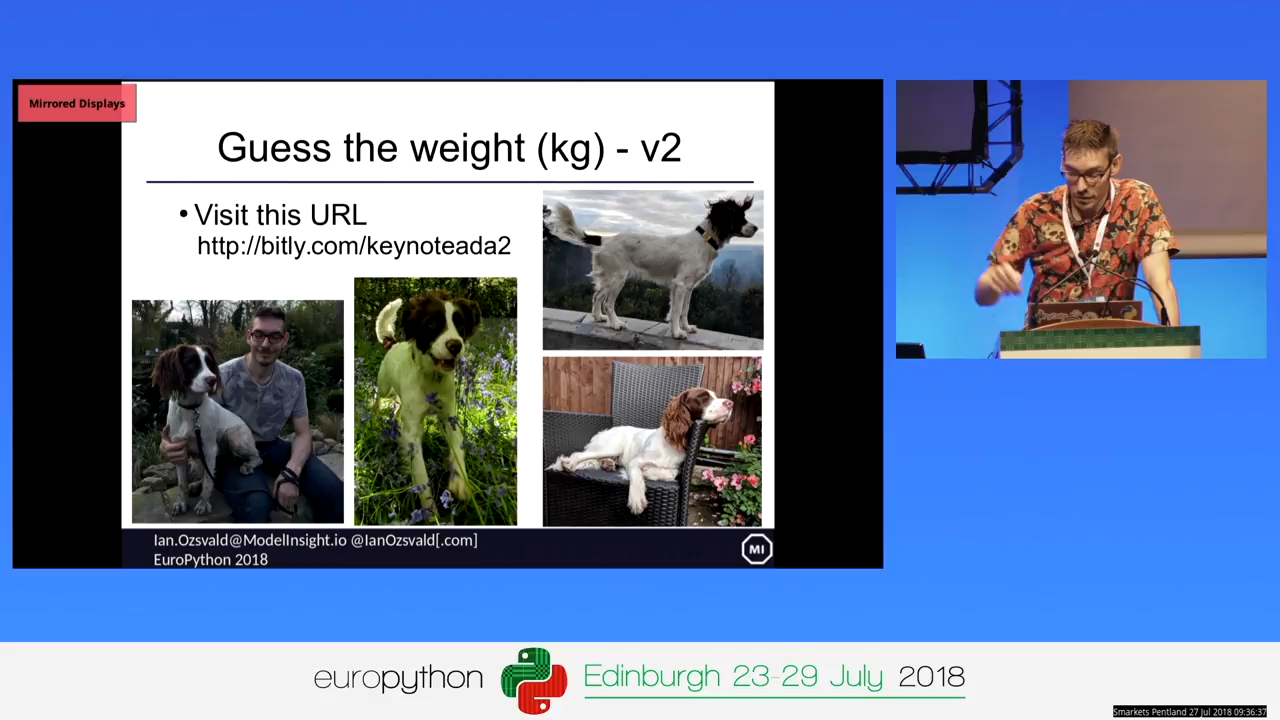 Mirrored Displays
Guess the weight (kg) - v2
• Visit this URL
http://bitly.com/keynoteada2
Ian.Ozsvald@ModelInsight.io @IanOzsvald[.com]
EuroPython 2018
MI
europython
Edinburgh 23-29 July 2018
Smarkets Pentland 27 Jul 2018 09:36:37